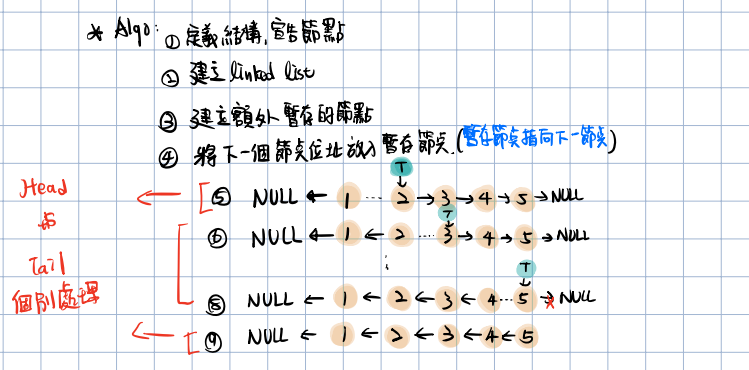 * Algo: ① 定義結構,宣告節點
② 建立 linked list
③ 建立額外暫存的節點
④ 將下一個節点位址放入暫存節点.(暫存節点指向下一節点)
T
⑤ NULL ← 1 ... 2 → 3 → 4 → 5 → NULL
T
⑥ NULL ← 1 ← 2 ... 3 → 4 → 5 → NULL
⋮
T
⑧ NULL ← 1 ← 2 ← 3 ← 4 ... 5 → NULL
⑨ NULL ← 1 ← 2 ← 3 ← 4 ← 5
Head
Tail
個別處理